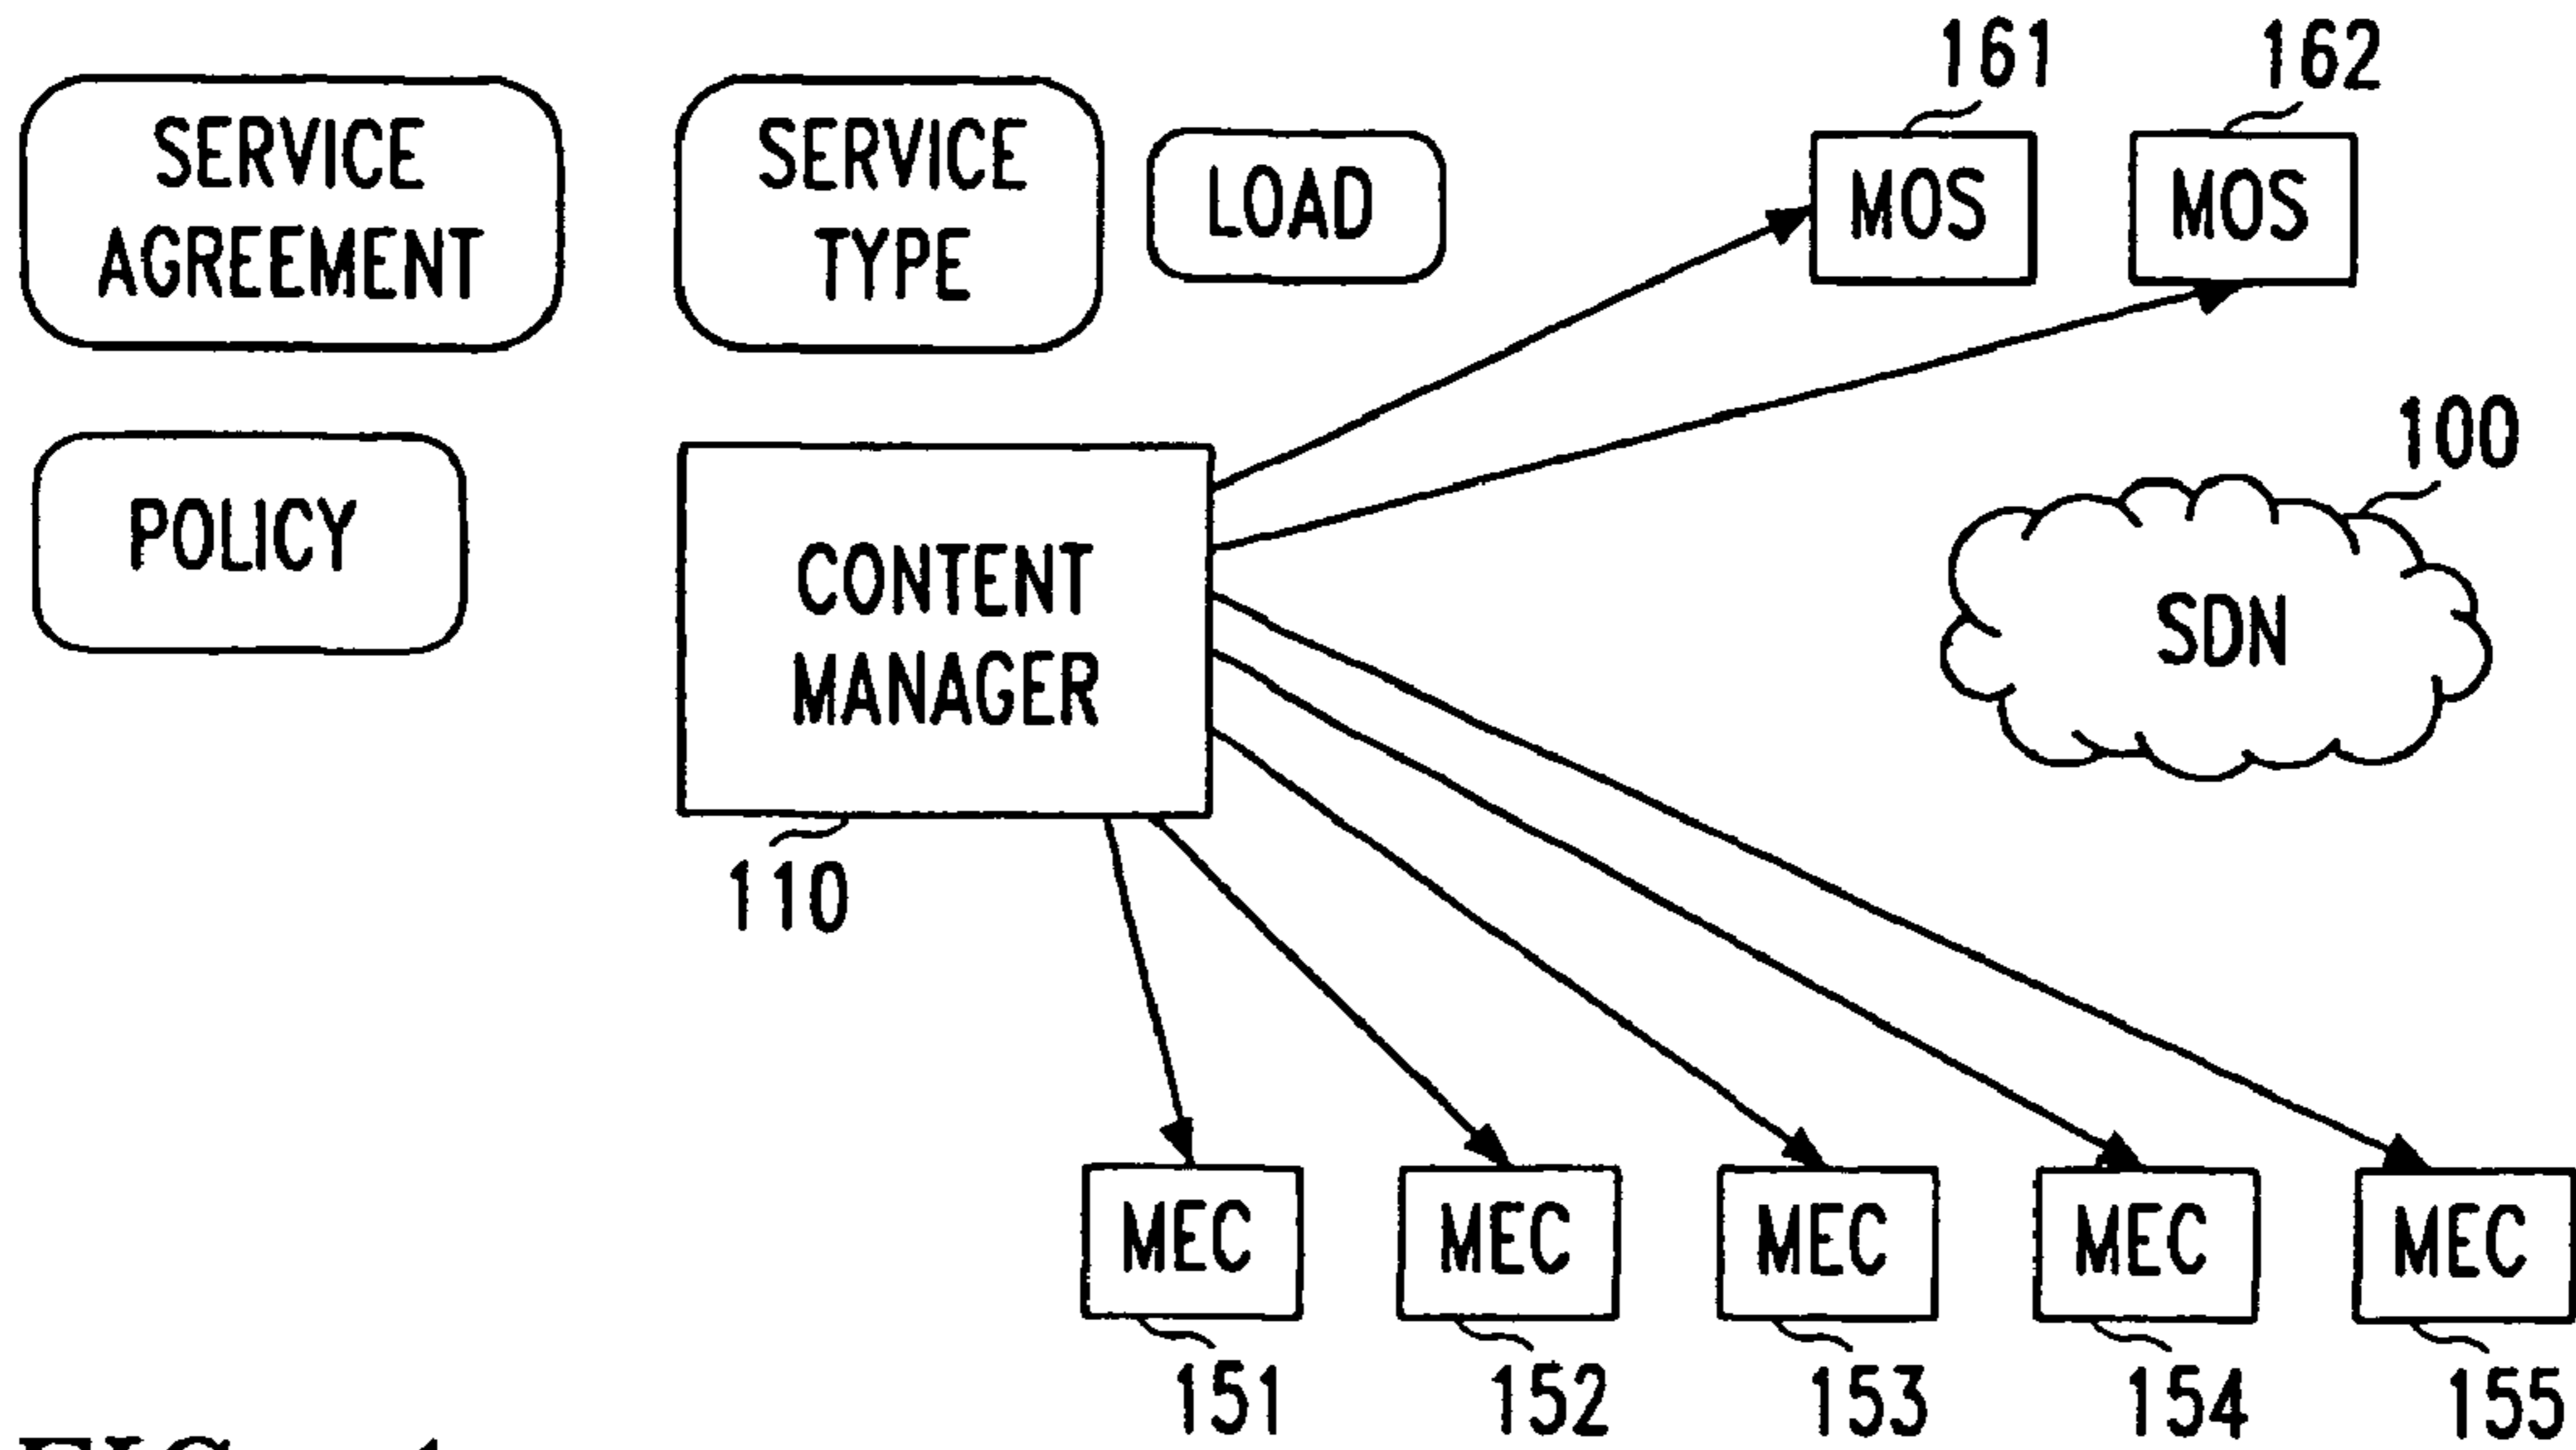 161
162
SERVICE
AGREEMENT
SERVICE
TYPE
LOAD
MOS
MOS
POLICY
100
CONTENT
MANAGER
SDN
110
MEC
MEC
MEC
MEC
MEC
151
152
153
154
155